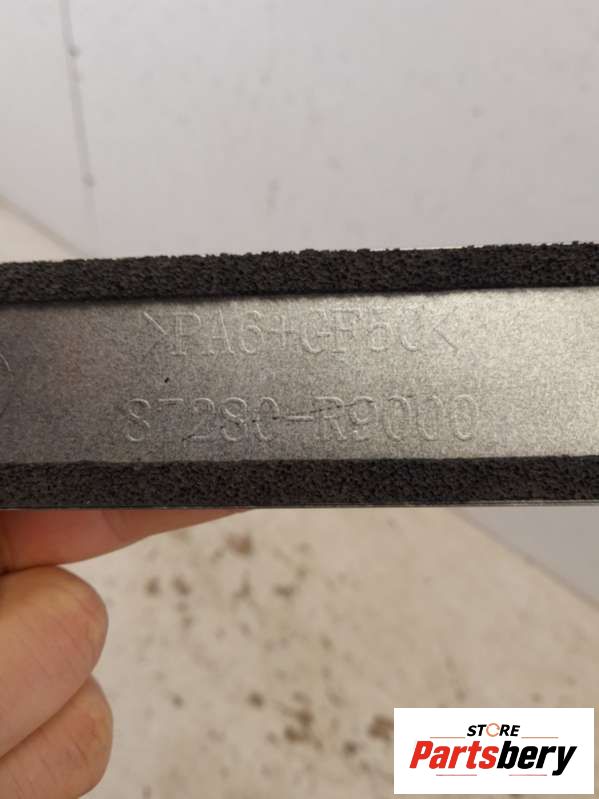 >PA6+GF50<
87280-R9000
STORE
Partsbery